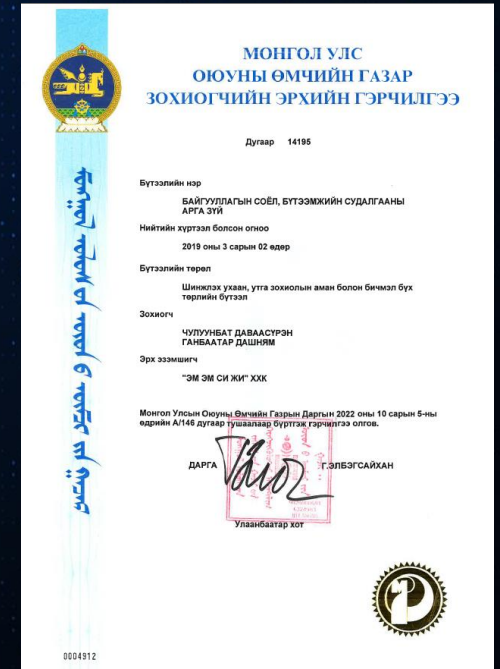 МОНГОЛ УЛС
ОЮУНЫ ӨМЧИЙН ГАЗАР
ЗОХИОГЧИЙН ЭРХИЙН ГЭРЧИЛГЭЭ
Дугаар 14195
Бүтээлийн нэр
БАЙГУУЛЛАГЫН СОЁЛ, БҮТЭЭМЖИЙН СУДАЛГААНЫ
АРГА ЗҮЙ
Нийтийн хүртээл болсон огноо
2019 оны 3 сарын 02 өдөр
Бүтээлийн төрөл
Шинжлэх ухаан, утга зохиолын аман болон бичмэл бүх
төрлийн бүтээл
Зохиогч
ЧУЛУУНБАТ ДАВААСҮРЭН
ГАНБААТАР ДАШНЯМ
Эрх эзэмшигч
"ЭМ ЭМ СИ ЖИ" ХХК
Монгол Улсын Оюуны Өмчийн Газрын Даргын 2022 оны 10 сарын 5-ны
өдрийн А/146 дугаар тушаалаар бүртгэж гэрчилгээ олгов.
ДАРГА Г.ЭЛБЭГСАЙХАН
Улаанбаатар хот
0004912